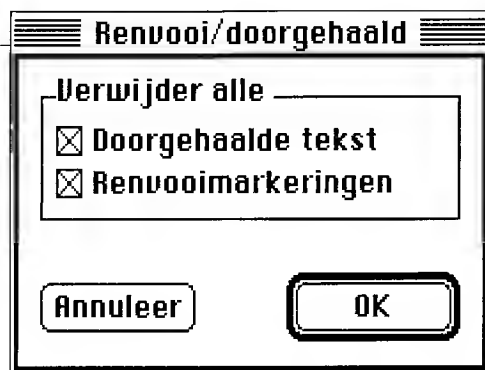 Renvooi/doorgehaald
Verwijder alle
Doorgehaalde tekst
Renvooimarkeringen
Annuleer OK